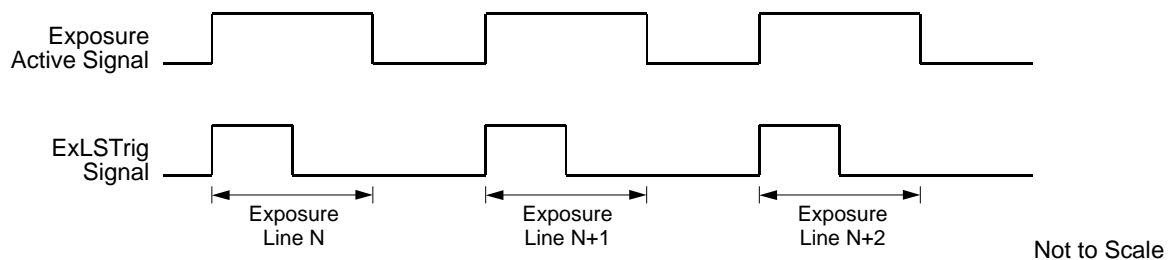 Exposure
Active Signal
ExLSTrig
Signal
Exposure
Line N
Exposure
Line N+1
Exposure
Line N+2
Not to Scale